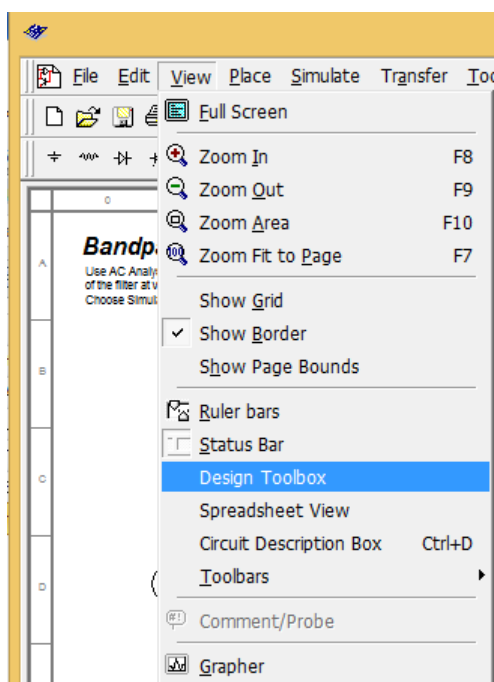 File Edit View Place Simulate Transfer Too
Full Screen
Zoom In F8
Zoom Out F9
Zoom Area F10
Zoom Fit to Page F7
Show Grid
Show Border
Show Page Bounds
Ruler bars
Status Bar
Design Toolbox
Spreadsheet View
Circuit Description Box Ctrl+D
Toolbars
Comment/Probe
Grapher
0
A
B
C
D
Bandpa
Use AC Analy
of the filter at v
Choose Simul